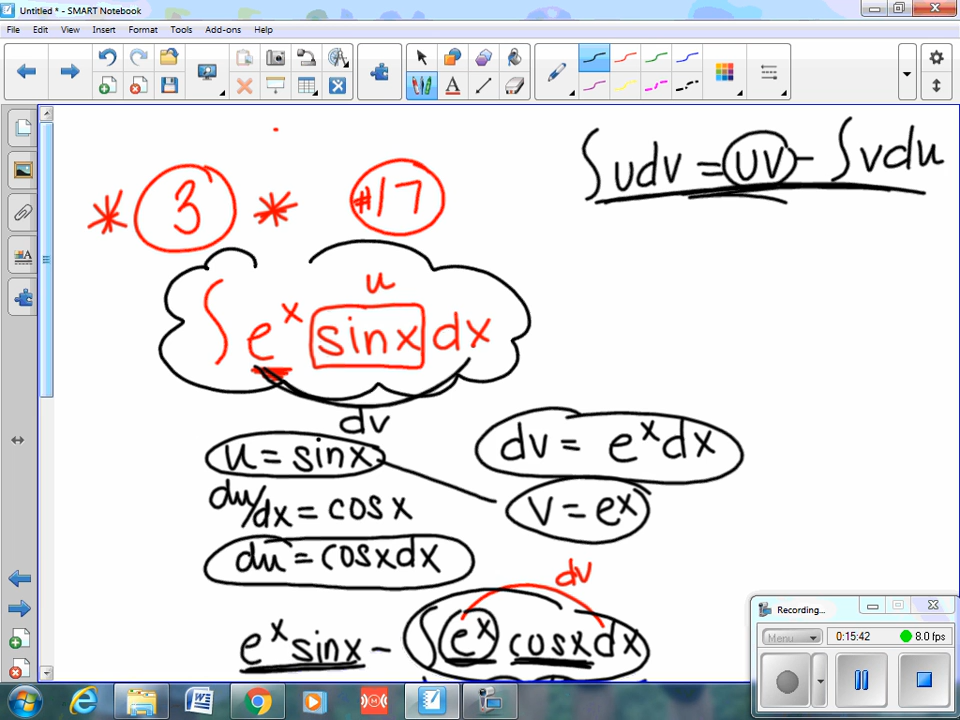 Untitled * - SMART Notebook
File Edit View Insert Format Tools Add-ons Help
∫udv = uv - ∫vdu
* 3 * #17
u
∫ e^x sinx dx
dv
u = sinx dv = e^x dx
du/dx = cosx v = e^x
du = cosxdx
dv
e^x sinx - ∫ e^x cosx dx
Recording...
Menu 0:15:42 8.0 fps